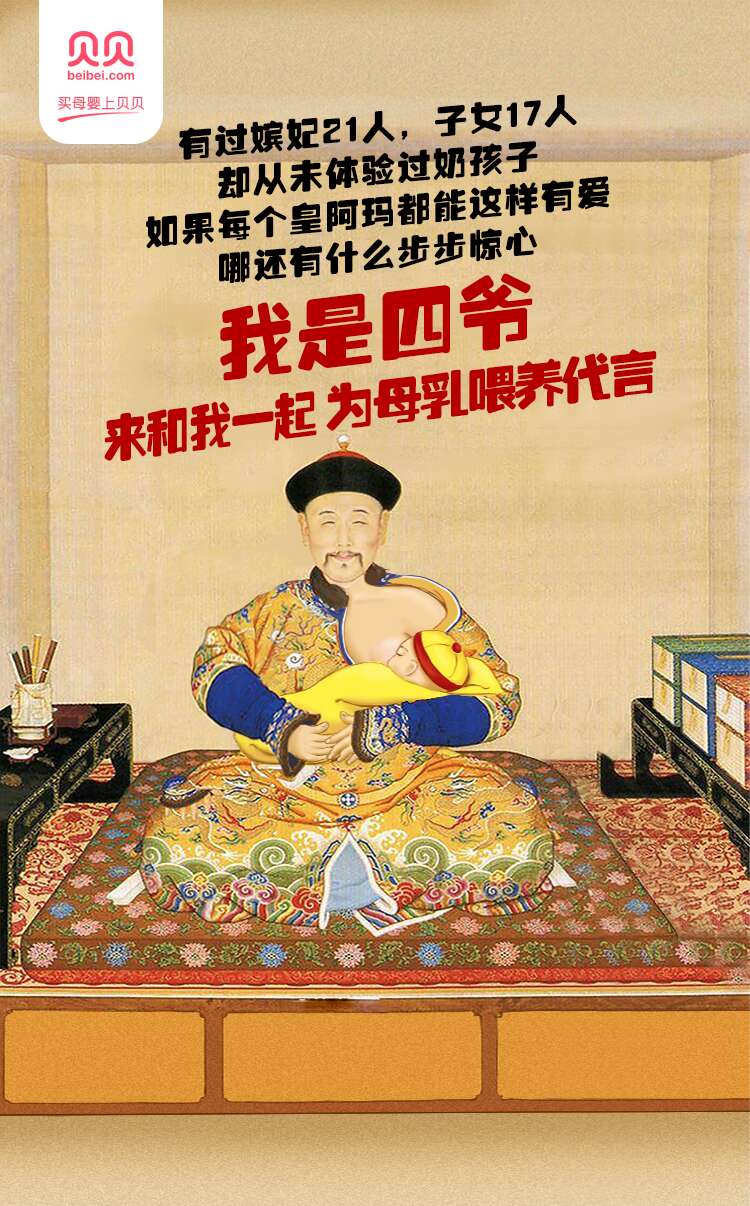 贝贝
beibei.com
买母婴上贝贝
有过嫔妃21人，子女17人
却从未体验过奶孩子
如果每个皇阿玛都能这样有爱
哪还有什么步步惊心
我是四爷
来和我一起 为母乳喂养代言